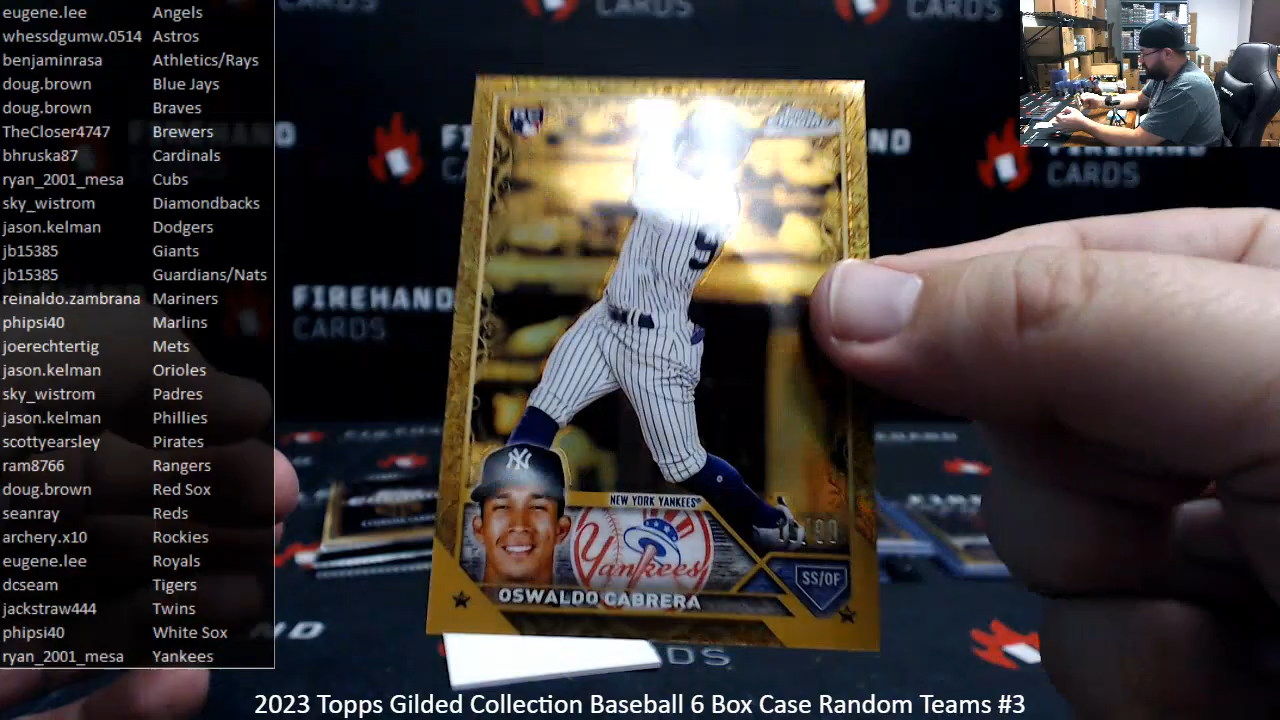 eugene.lee Angels
whessdgumw.0514 Astros
benjaminrasa Athletics/Rays
doug.brown Blue Jays
doug.brown Braves
TheCloser4747 Brewers
bhruska87 Cardinals
ryan_2001_mesa Cubs
sky_wistrom Diamondbacks
jason.kelman Dodgers
jb15385 Giants
jb15385 Guardians/Nats
reinaldo.zambrana Mariners
phipsi40 Marlins
joerechtertig Mets
jason.kelman Orioles
sky_wistrom Padres
jason.kelman Phillies
scottyearsley Pirates
ram8766 Rangers
doug.brown Red Sox
seanray Reds
archery.x10 Rockies
eugene.lee Royals
dcseam Tigers
jackstraw444 Twins
phipsi40 White Sox
ryan_2001_mesa Yankees
CARDS
CARDS
CARDS
FIREHAND
CARDS
CARDS
NEW YORK YANKEES
Yankees
SS/OF
OSWALDO CABRERA
2023 Topps Gilded Collection Baseball 6 Box Case Random Teams #3